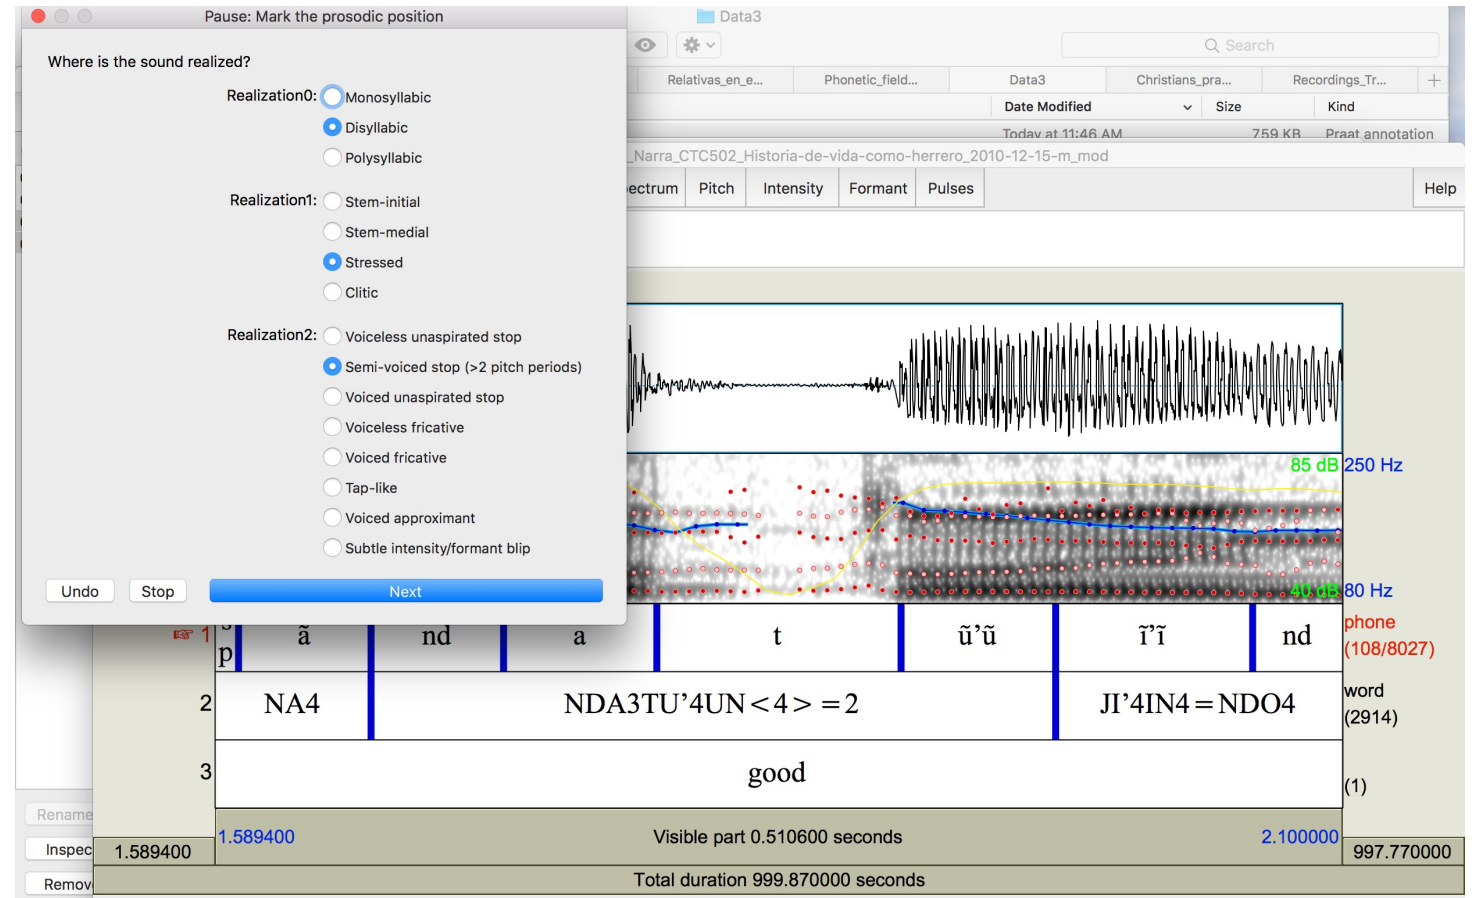 Pause: Mark the prosodic position
Where is the sound realized?
Realization0: Monosyllabic
Disyllabic
Polysyllabic
Realization1: Stem-initial
Stem-medial
Stressed
Clitic
Realization2: Voiceless unaspirated stop
Semi-voiced stop (>2 pitch periods)
Voiced unaspirated stop
Voiceless fricative
Voiced fricative
Tap-like
Voiced approximant
Subtle intensity/formant blip
Undo Stop Next
Data3
Search
Relativas_en_e... Phonetic_field... Data3 Christians_pra... Recordings_Tr... +
Date Modified Size Kind
Today at 11:46 AM 759 KB Praat annotation
_Narra_CTC502_Historia-de-vida-como-herrero_2010-12-15-m_mod
Pitch Intensity Formant Pulses Help
85 dB 250 Hz
40 dB 80 Hz
1 p ã nd a t ũ’ũ ĩ’ĩ nd phone
(108/8027)
2 NA4 NDA3TU’4UN<4>=2 JI’4IN4=NDO4 word
(2914)
3 good (1)
1.589400 Visible part 0.510600 seconds 2.100000
1.589400 997.770000
Total duration 999.870000 seconds
Rename
Inspec
Remov